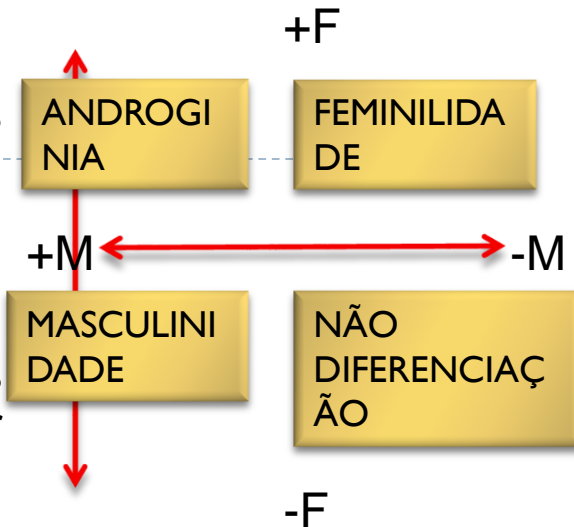 +F
ANDROGI
NIA
FEMINILIDA
DE
+M
-M
MASCULINI
DADE
NÃO
DIFERENCIAÇ
ÃO
-F